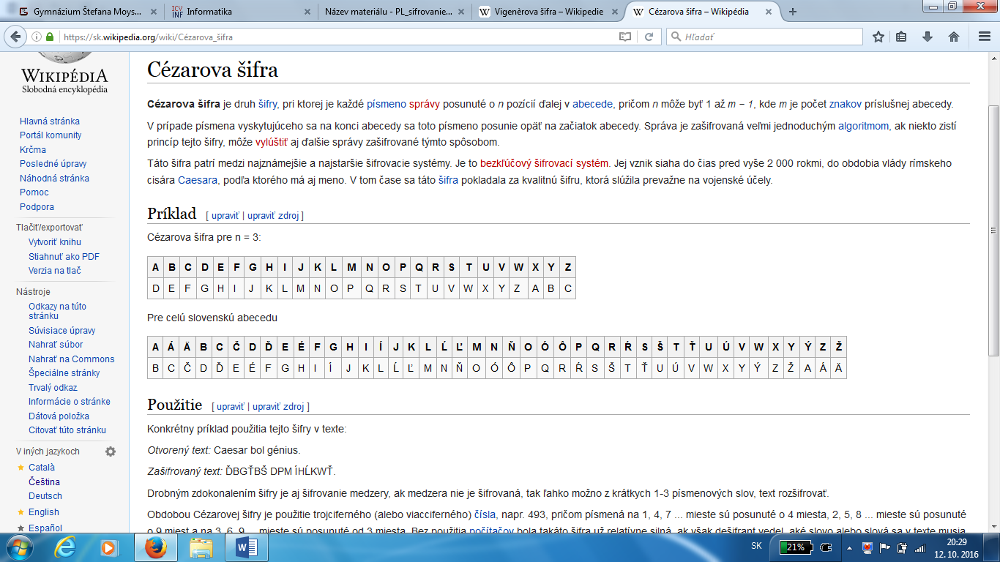 Gymnázium Štefana Moys...
ICV INF Informatika
Názov materiálu - PL_sifrovanie...
Vigenèrova šifra – Wikipedie
Cézarova šifra – Wikipédia
https://sk.wikipedia.org/wiki/Cézarova_šifra
Hľadať
WIKIPÉDIA
Slobodná encyklopédia
Hlavná stránka
Portál komunity
Krčma
Posledné úpravy
Náhodná stránka
Pomoc
Podpora
Tlačiť/exportovať
Vytvoriť knihu
Stiahnuť ako PDF
Verzia na tlač
Nástroje
Odkazy na túto
stránku
Súvisiace úpravy
Nahrať súbor
Nahrať na Commons
Špeciálne stránky
Trvalý odkaz
Informácie o stránke
Dátová položka
Citovať túto stránku
V iných jazykoch
Català
Čeština
Deutsch
English
Español
Cézarova šifra
Cézarova šifra je druh šifry, pri ktorej je každé písmeno správy posunuté o n pozícií ďalej v abecede, pričom n môže byť 1 až m − 1, kde m je počet znakov príslušnej abecedy.
V prípade písmena vyskytujúceho sa na konci abecedy sa toto písmeno posunie opäť na začiatok abecedy. Správa je zašifrovaná veľmi jednoduchým algoritmom, ak niekto zistí
princíp tejto šifry, môže vylúštiť aj ďalšie správy zašifrované týmto spôsobom.
Táto šifra patrí medzi najznámejšie a najstaršie šifrovacie systémy. Je to bezkľúčový šifrovací systém. Jej vznik siaha do čias pred vyše 2 000 rokmi, do obdobia vlády rímskeho
cisára Caesara, podľa ktorého má aj meno. V tom čase sa táto šifra pokladala za kvalitnú šifru, ktorá slúžila prevažne na vojenské účely.
Príklad [ upraviť | upraviť zdroj ]
Cézarova šifra pre n = 3:
A B C D E F G H I J K L M N O P Q R S T U V W X Y Z
D E F G H I J K L M N O P Q R S T U V W X Y Z A B C
Pre celú slovenskú abecedu
A Á Ä B C Č D Ď E É F G H I Í J K L Ĺ Ľ M N Ň O Ó Ô P Q R Ŕ S Š T Ť U Ú V W X Y Ý Z Ž
B C Č D Ď E É F G H I Í J K L Ĺ Ľ M N Ň O Ó Ô P Q R Ŕ S Š T Ť U Ú V W X Y Ý Z Ž A Á Ä
Použitie [ upraviť | upraviť zdroj ]
Konkrétny príklad použitia tejto šifry v texte:
Otvorený text: Caesar bol génius.
Zašifrovaný text: ĎBGŤBŠ DPM ÍHĹKWŤ.
Drobným zdokonalením šifry je aj šifrovanie medzery, ak medzera nie je šifrovaná, tak ľahko možno z krátkych 1-3 písmenových slov, text rozšifrovať.
Obdobou Cézarovej šifry je použitie trojciferného (alebo viacciferného) čísla, napr. 493, pričom písmená na 1, 4, 7 ... mieste sú posunuté o 4 miesta, 2, 5, 8 ... mieste sú posunuté
o 9 miest a na 3, 6, 9 ... mieste sú posunuté od 3 miesta. Bez použitia počítačov bola takáto šifra už relatívne silná, ak však dešifrant vedel, aké slovo alebo slová sa v texte musia
SK
21%
20:29
12. 10. 2016